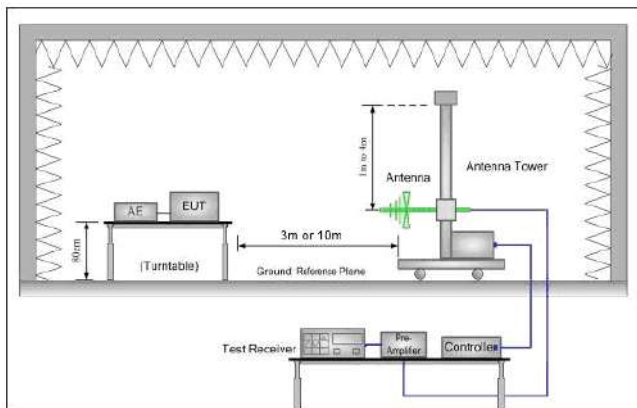 1m to 4m
Antenna
Antenna Tower
AE
EUT
3m or 10m
80cm
(Turntable)
Ground Reference Plane
Test Receiver
Pre-
Amplifier
Controller